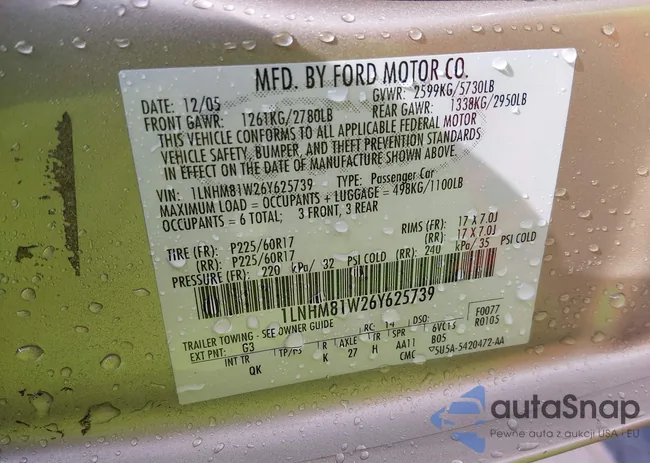 MFD. BY FORD MOTOR CO.
DATE: 12/05 GVWR: 2599KG/5730LB
FRONT GAWR: 1261KG/2780LB REAR GAWR: 1338KG/2950LB
THIS VEHICLE CONFORMS TO ALL APPLICABLE FEDERAL MOTOR
VEHICLE SAFETY, BUMPER, AND THEFT PREVENTION STANDARDS
IN EFFECT ON THE DATE OF MANUFACTURE SHOWN ABOVE.
VIN: 1LNHM81W26Y625739 TYPE: Passenger Car
MAXIMUM LOAD = OCCUPANTS + LUGGAGE = 498KG/1100LB
OCCUPANTS = 6 TOTAL; 3 FRONT, 3 REAR
TIRE (FR): P225/60R17 RIMS (FR): 17 X 7.0J
(RR): P225/60R17 (RR): 17 X 7.0J
PRESSURE (FR): 220 kPa/ 32 PSI COLD (RR): 240 kPa/ 35 PSI COLD
1LNHM81W26Y625739
TRAILER TOWING - SEE OWNER GUIDE F0077
R0105
EXT PNT: G3 RC: 14 DSO: 6VC15
INT TR TP/PS R AXLE TR SPR B05
QK K 27 H AA11
CMC 5U5A-5420472-AA
autaSnap
Pewne auta z aukcji USA i EU